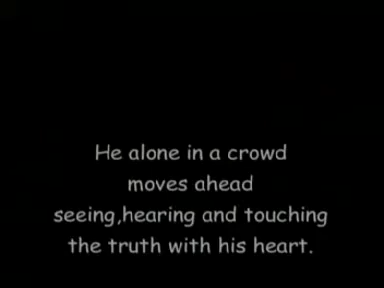 He alone in a crowd
moves ahead
seeing,hearing and touching
the truth with his heart.